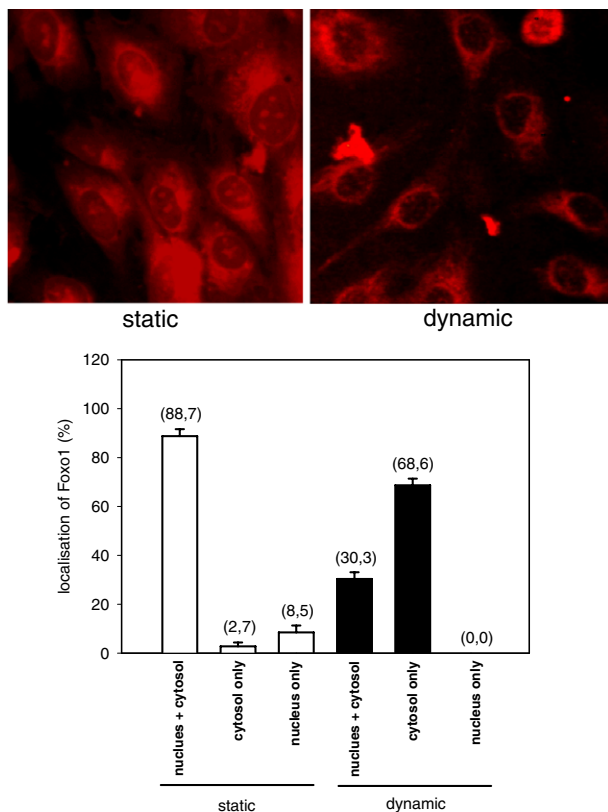 static
dynamic
localisation of Foxo1 (%)
120
100
80
60
40
20
0
(88,7)
(2,7)
(8,5)
(30,3)
(68,6)
(0,0)
nuclues + cytosol
cytosol only
nucleus only
nuclues + cytosol
cytosol only
nucleus only
static
dynamic